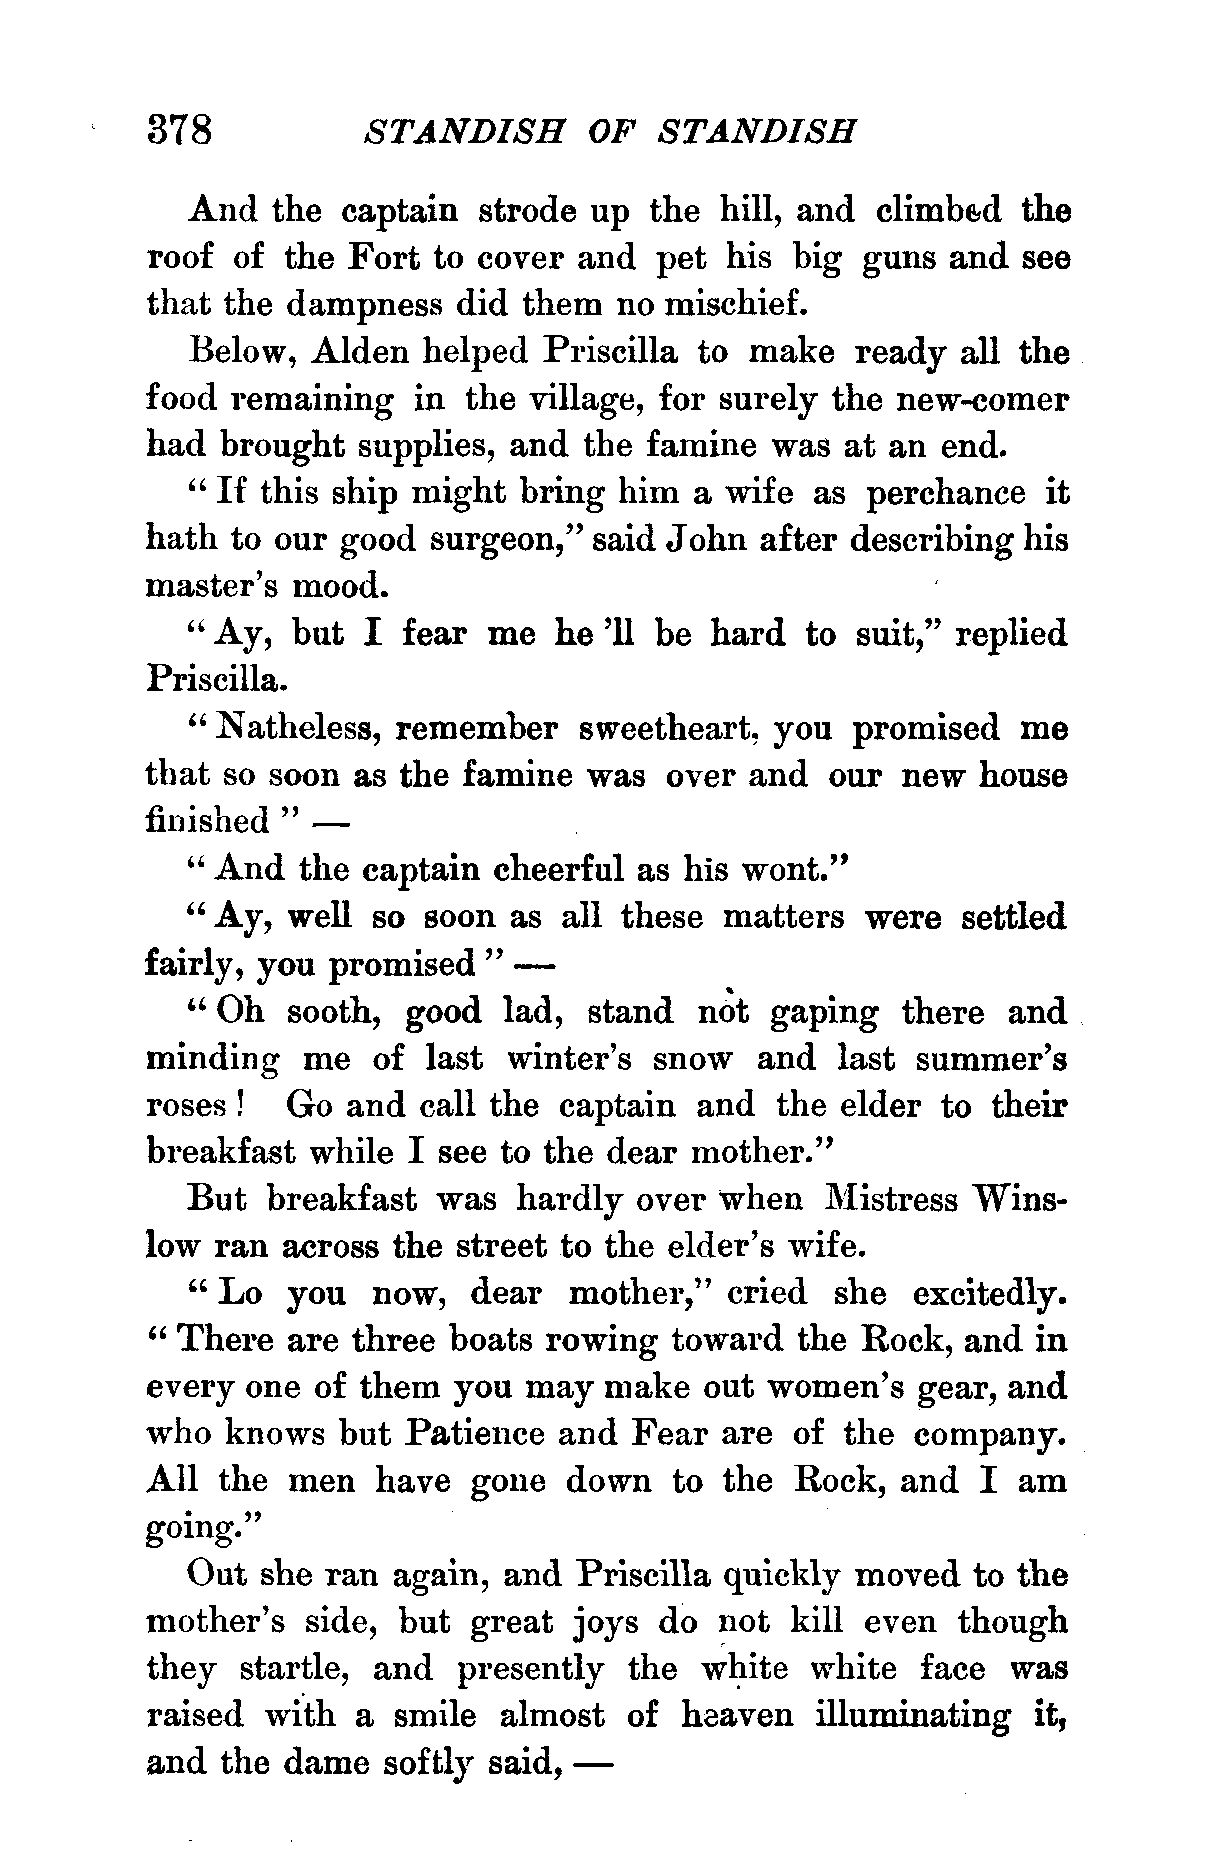 378 STANDISH OF STANDISH
And the captain strode up the hill, and climbed the
roof of the Fort to cover and pet his big guns and see
that the dampness did them no mischief.
Below, Alden helped Priscilla to make ready all the
food remaining in the village, for surely the new-comer
had brought supplies, and the famine was at an end.
“ If this ship might bring him a wife as perchance it
hath to our good surgeon,” said John after describing his
master’s mood.
“ Ay, but I fear me he ’ll be hard to suit,” replied
Priscilla.
“ Natheless, remember sweetheart, you promised me
that so soon as the famine was over and our new house
finished ” —
“ And the captain cheerful as his wont.”
“ Ay, well so soon as all these matters were settled
fairly, you promised ” —
“ Oh sooth, good lad, stand not gaping there and
minding me of last winter’s snow and last summer’s
roses ! Go and call the captain and the elder to their
breakfast while I see to the dear mother.”
But breakfast was hardly over when Mistress Wins-
low ran across the street to the elder’s wife.
“ Lo you now, dear mother,” cried she excitedly.
“ There are three boats rowing toward the Rock, and in
every one of them you may make out women’s gear, and
who knows but Patience and Fear are of the company.
All the men have gone down to the Rock, and I am
going.”
Out she ran again, and Priscilla quickly moved to the
mother’s side, but great joys do not kill even though
they startle, and presently the white white face was
raised with a smile almost of heaven illuminating it,
and the dame softly said, —